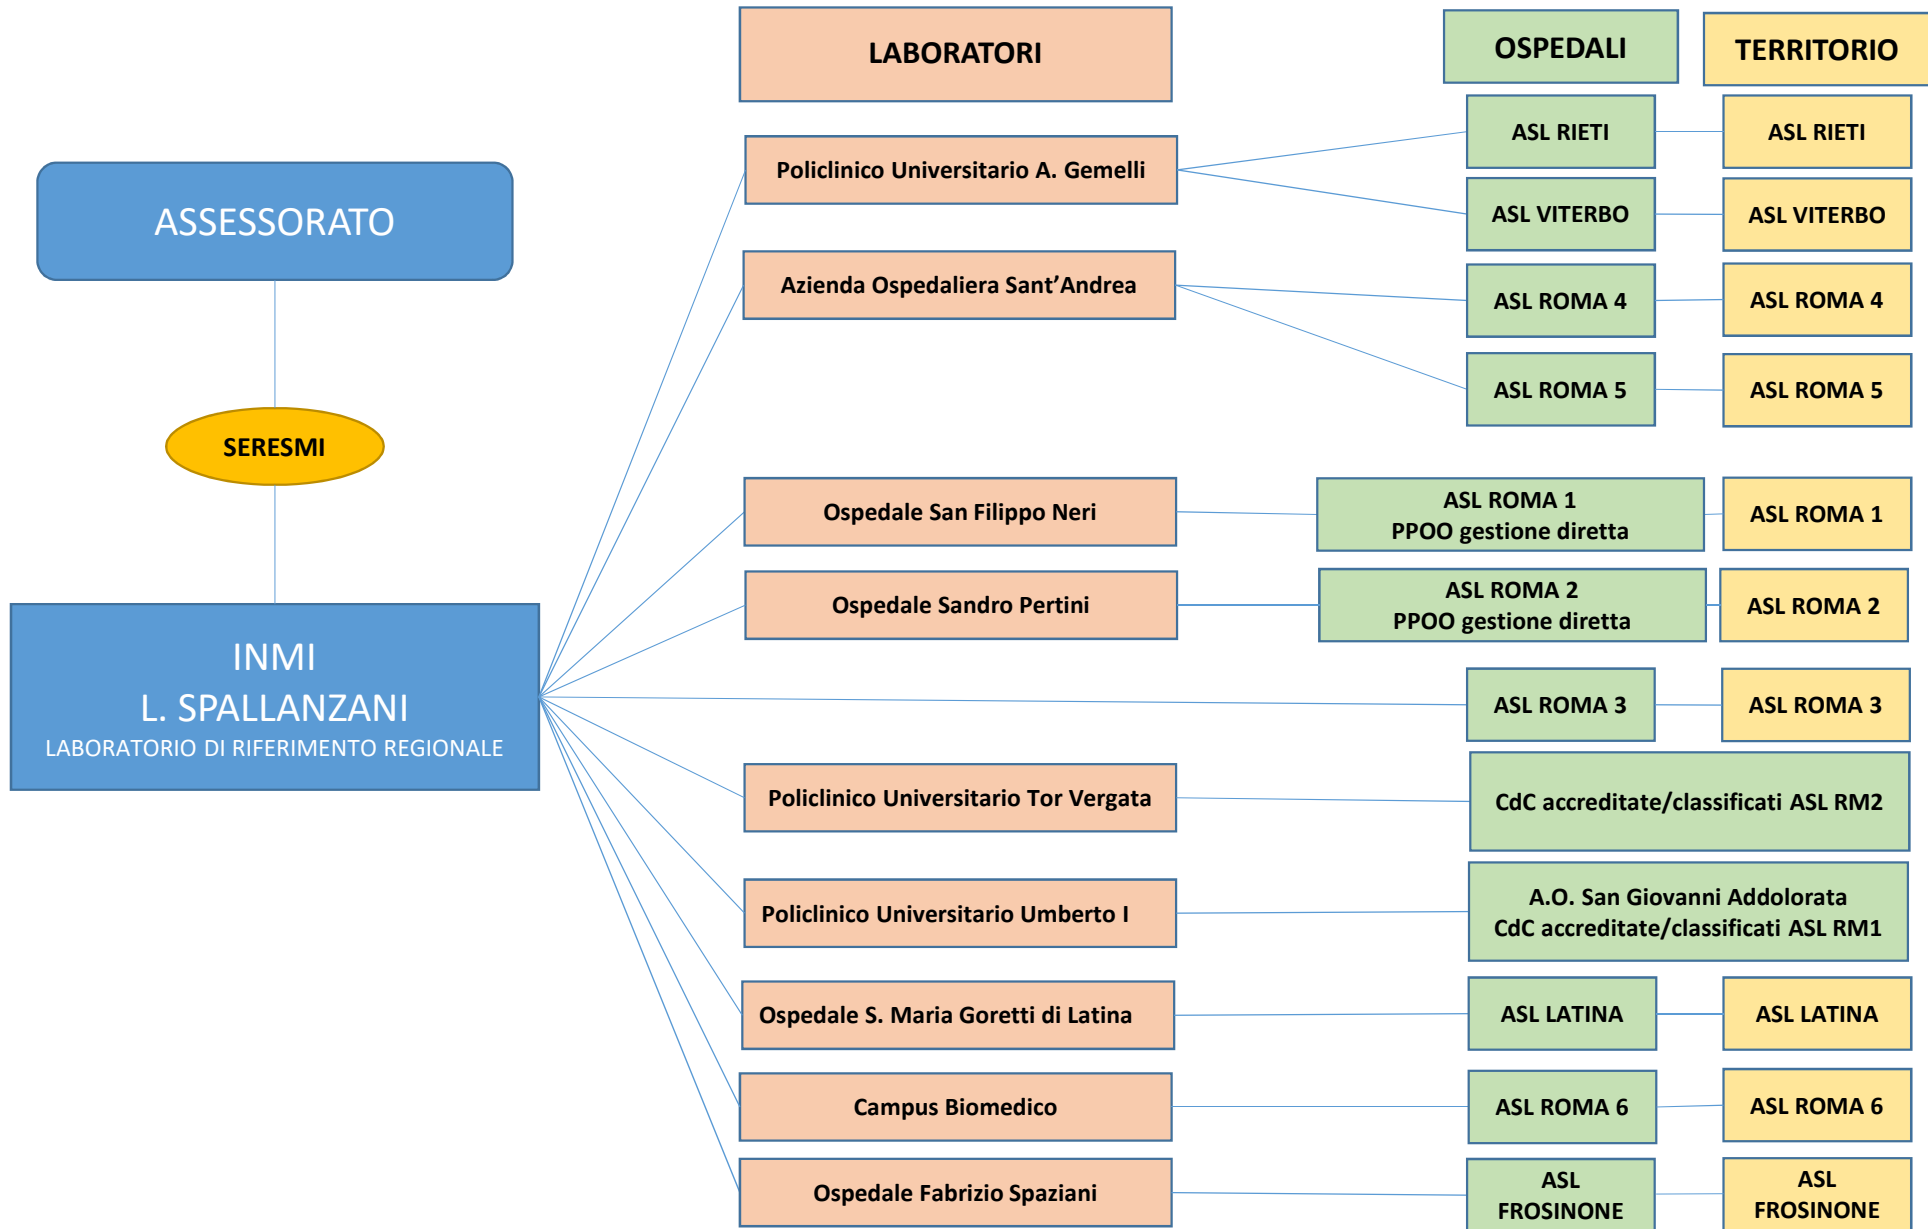 LABORATORI
OSPEDALI
TERRITORIO
ASSESSORATO
SERESMI
INMI
L. SPALLANZANI
LABORATORIO DI RIFERIMENTO REGIONALE
Policlinico Universitario A. Gemelli
ASL RIETI
ASL RIETI
ASL VITERBO
ASL VITERBO
Azienda Ospedaliera Sant’Andrea
ASL ROMA 4
ASL ROMA 4
ASL ROMA 5
ASL ROMA 5
Ospedale San Filippo Neri
ASL ROMA 1
PPOO gestione diretta
ASL ROMA 1
Ospedale Sandro Pertini
ASL ROMA 2
PPOO gestione diretta
ASL ROMA 2
ASL ROMA 3
ASL ROMA 3
Policlinico Universitario Tor Vergata
CdC accreditate/classificati ASL RM2
Policlinico Universitario Umberto I
A.O. San Giovanni Addolorata
CdC accreditate/classificati ASL RM1
Ospedale S. Maria Goretti di Latina
ASL LATINA
ASL LATINA
Campus Biomedico
ASL ROMA 6
ASL ROMA 6
Ospedale Fabrizio Spaziani
ASL
FROSINONE
ASL
FROSINONE